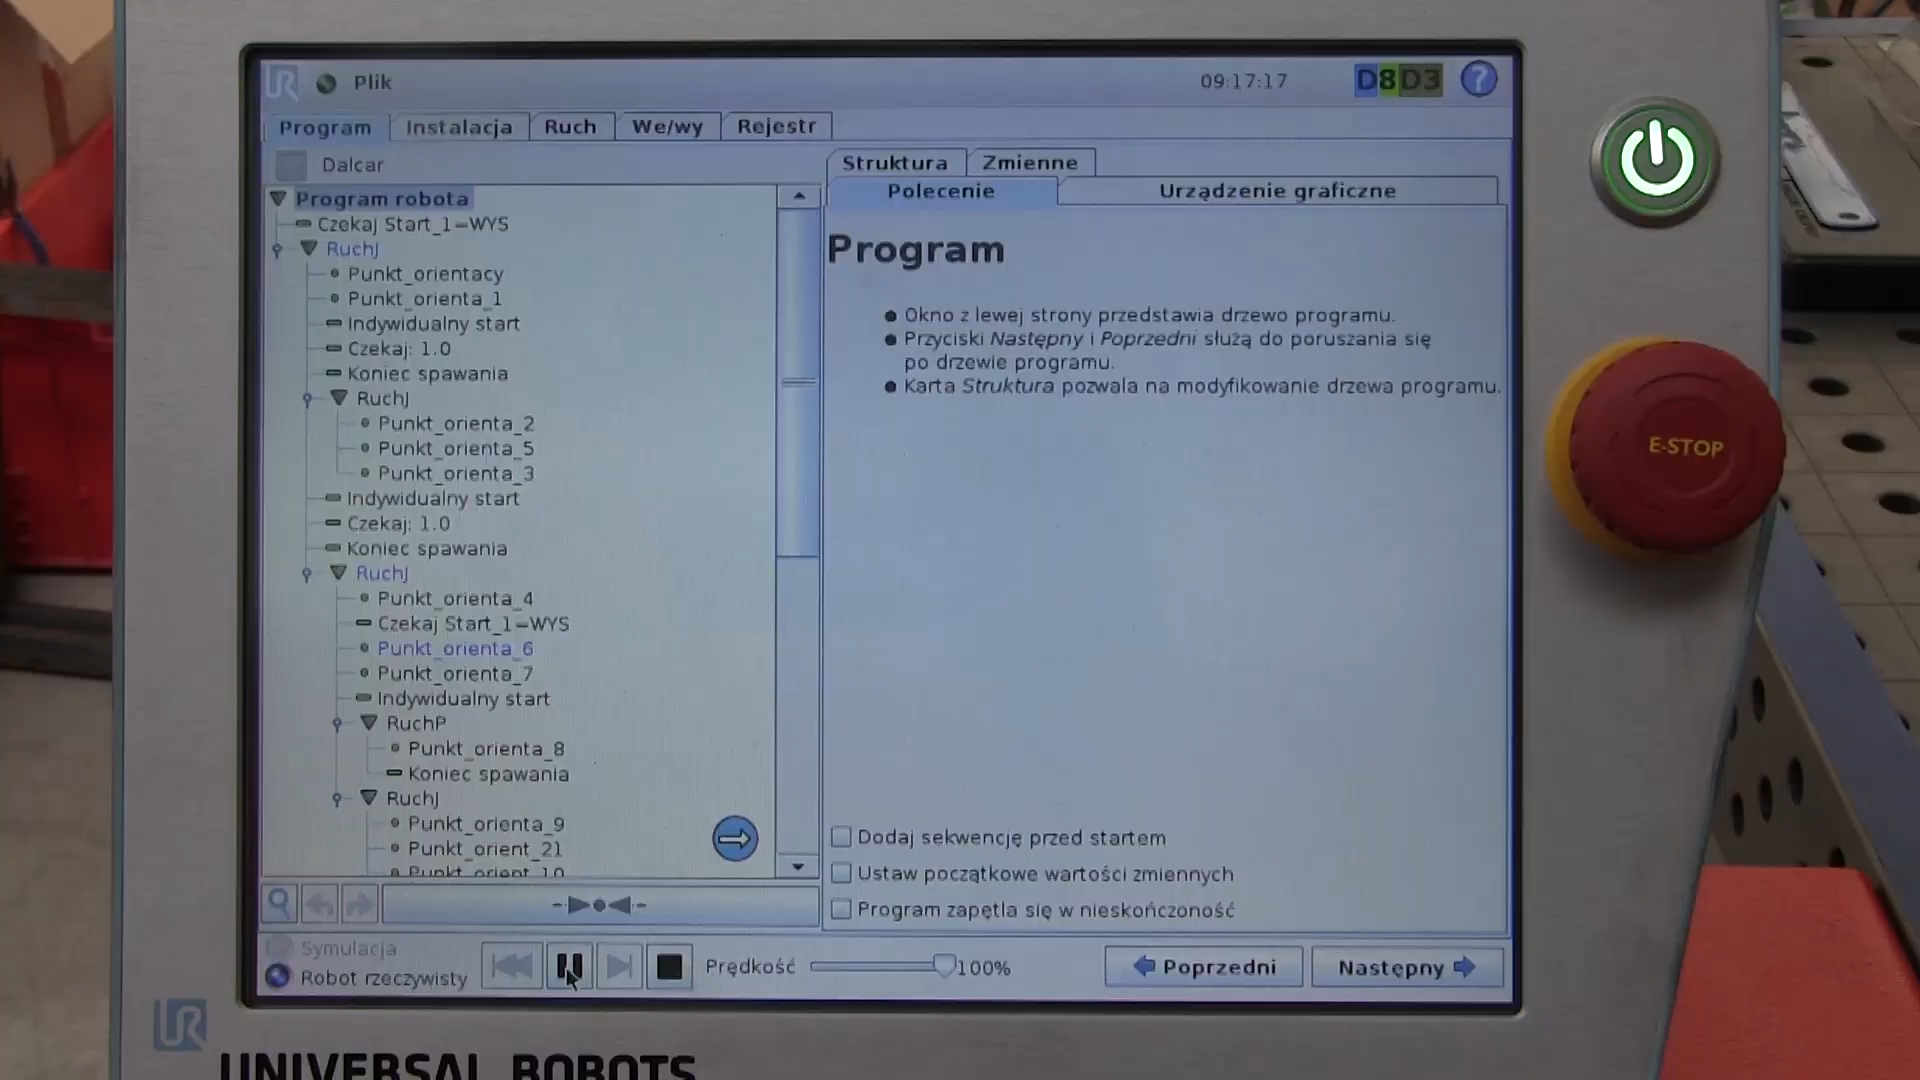 UR Plik 09:17:17 D8D3 ?
Program Instalacja Ruch We/wy Rejestr
Dalcar
Program robota
Czekaj Start_1=WYS
RuchJ
Punkt_orientacy
Punkt_orienta_1
Indywidualny start
Czekaj: 1.0
Koniec spawania
RuchJ
Punkt_orienta_2
Punkt_orienta_5
Punkt_orienta_3
Indywidualny start
Czekaj: 1.0
Koniec spawania
RuchJ
Punkt_orienta_4
Czekaj Start_1=WYS
Punkt_orienta_6
Punkt_orienta_7
Indywidualny start
RuchP
Punkt_orienta_8
Koniec spawania
RuchJ
Punkt_orienta_9
Punkt_orient_21
Punkt_orient_10
Struktura Zmienne
Polecenie Urządzenie graficzne
Program
Okno z lewej strony przedstawia drzewo programu.
Przyciski Następny i Poprzedni służą do poruszania się
po drzewie programu.
Karta Struktura pozwala na modyfikowanie drzewa programu.
Dodaj sekwencję przed startem
Ustaw początkowe wartości zmiennych
Program zapętla się w nieskończoność
Symulacja
Robot rzeczywisty
Prędkość 100%
Poprzedni Następny
E-STOP
UR
UNIVERSAL ROBOTS